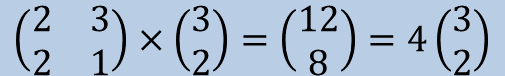 (2 3
2 1) × (3
2) = (12
8) = 4 (3
2)